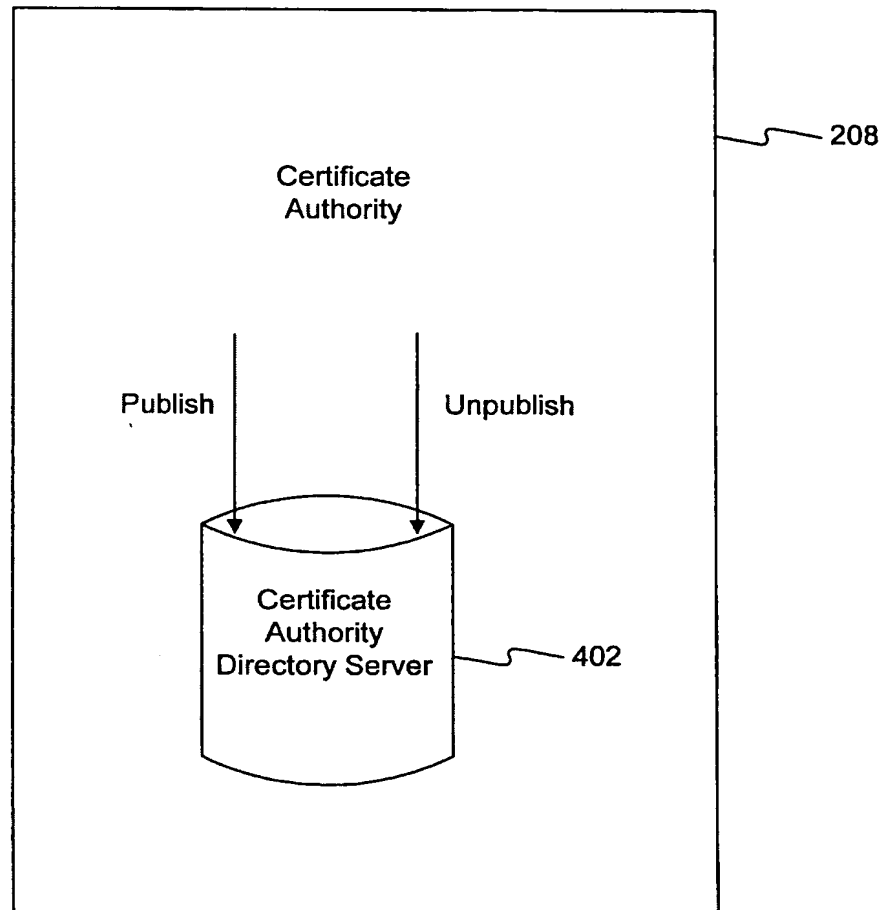 208
Certificate
Authority
Publish
Unpublish
Certificate
Authority
Directory Server
402